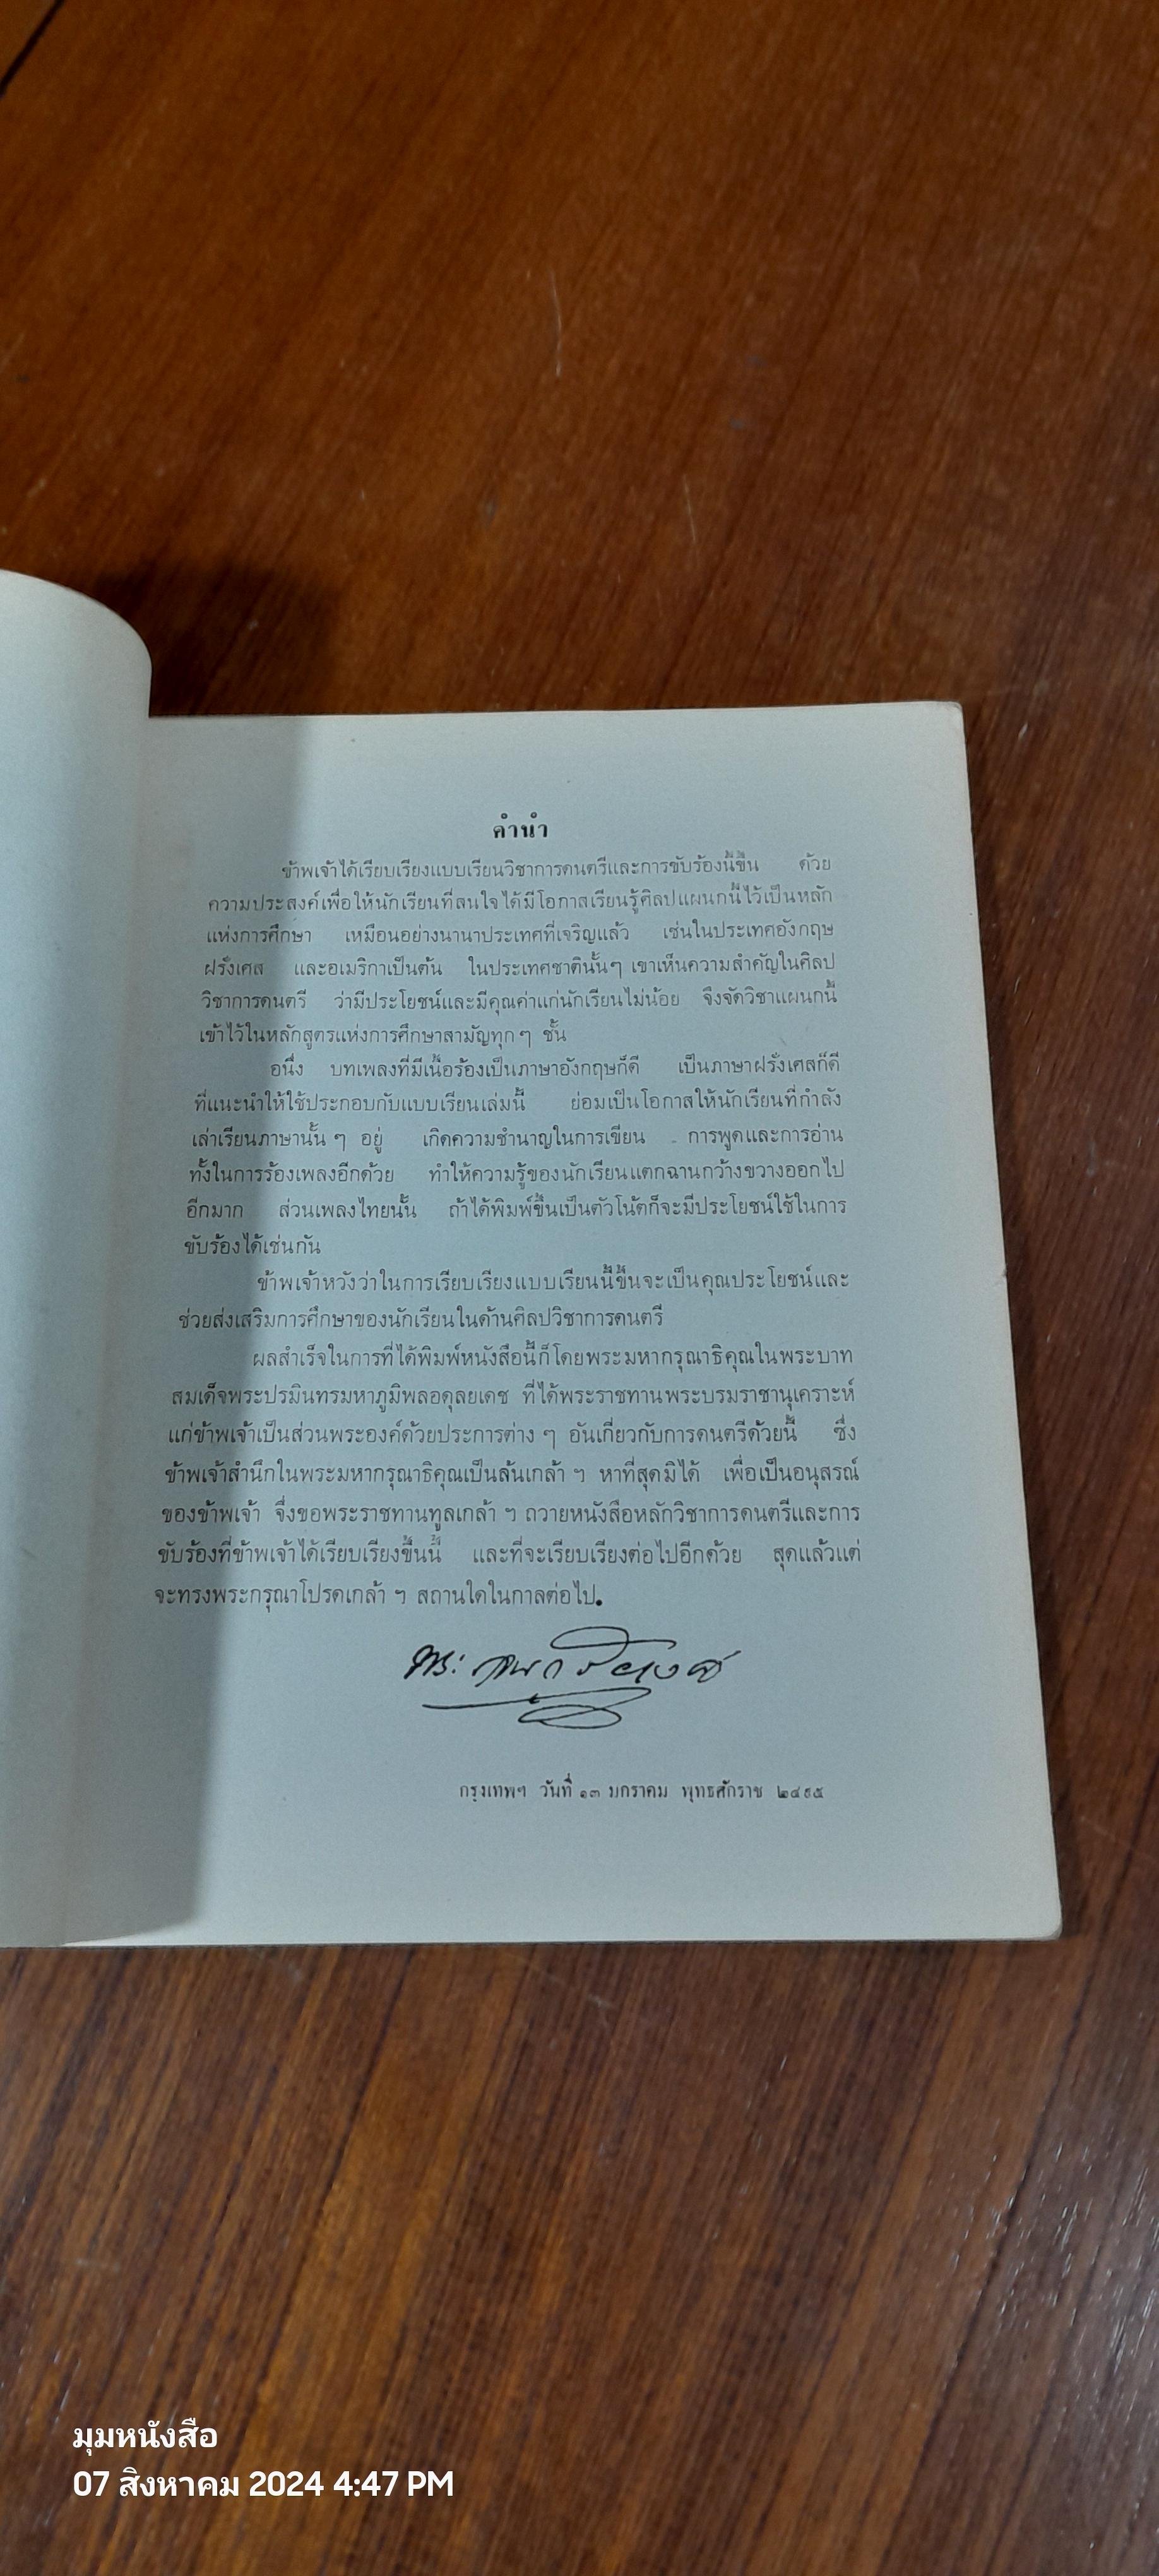 คำนำ
ข้าพเจ้าได้เรียบเรียงแบบเรียนวิชาการดนตรีและการขับร้องนี้ขึ้น ด้วย
ความประสงค์เพื่อให้นักเรียนที่สนใจได้มีโอกาสเรียนรู้ศิลปแผนกนี้ไว้เป็นหลัก
แห่งการศึกษา เหมือนอย่างนานาประเทศที่เจริญแล้ว เช่นในประเทศอังกฤษ
ฝรั่งเศส และอเมริกาเป็นต้น ในประเทศชาตินั้นๆ เขาเห็นความสำคัญในศิลป
วิชาการดนตรี ว่ามีประโยชน์และมีคุณค่าแก่นักเรียนไม่น้อย จึงจัดวิชาแผนกนี้
เข้าไว้ในหลักสูตรแห่งการศึกษาสามัญทุก ๆ ชั้น
อนึ่ง บทเพลงที่มีเนื้อร้องเป็นภาษาอังกฤษก็ดี เป็นภาษาฝรั่งเศสก็ดี
ที่แนะนำให้ใช้ประกอบกับแบบเรียนเล่มนี้ ย่อมเป็นโอกาสให้นักเรียนที่กำลัง
เล่าเรียนภาษานั้น ๆ อยู่ เกิดความชำนาญในการเขียน การพูดและการอ่าน
ทั้งในการร้องเพลงอีกด้วย ทำให้ความรู้ของนักเรียนแตกฉานกว้างขวางออกไป
อีกมาก ส่วนเพลงไทยนั้น ถ้าได้พิมพ์ขึ้นเป็นตัวโน้ตก็จะมีประโยชน์ใช้ในการ
ขับร้องได้เช่นกัน
ข้าพเจ้าหวังว่าในการเรียบเรียงแบบเรียนนี้ขึ้นจะเป็นคุณประโยชน์และ
ช่วยส่งเสริมการศึกษาของนักเรียนในด้านศิลปวิชาการดนตรี
ผลสำเร็จในการที่ได้พิมพ์หนังสือนี้ก็โดยพระมหากรุณาธิคุณในพระบาท
สมเด็จพระปรมินทรมหาภูมิพลอดุลยเดช ที่ได้พระราชทานพระบรมราชานุเคราะห์
แก่ข้าพเจ้าเป็นส่วนพระองค์ด้วยประการต่าง ๆ อันเกี่ยวกับการดนตรีด้วยนี้ ซึ่ง
ข้าพเจ้าสำนึกในพระมหากรุณาธิคุณเป็นล้นเกล้า ฯ หาที่สุดมิได้ เพื่อเป็นอนุสรณ์
ของข้าพเจ้า จึ่งขอพระราชทานทูลเกล้า ฯ ถวายหนังสือหลักวิชาการดนตรีและการ
ขับร้องที่ข้าพเจ้าได้เรียบเรียงขึ้นนี้ และที่จะเรียบเรียงต่อไปอีกด้วย สุดแล้วแต่
จะทรงพระกรุณาโปรดเกล้า ฯ สถานใดในกาลต่อไป.
กรุงเทพฯ วันที่ ๑๓ มกราคม พุทธศักราช ๒๔๙๕
มุมหนังสือ
07 สิงหาคม 2024 4:47 PM